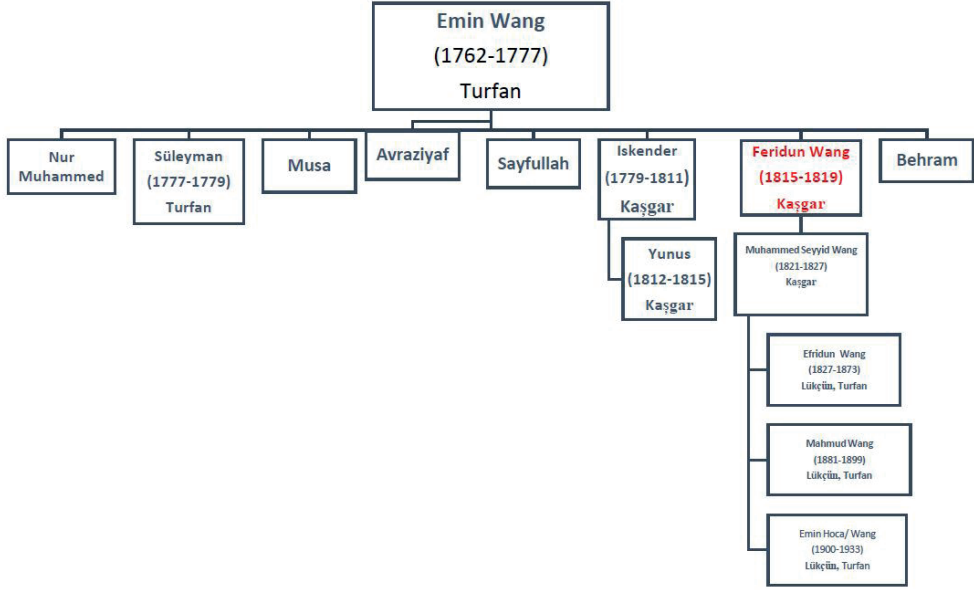 Emin Wang
(1762-1777)
Turfan
Nur
Muhammed
Süleyman
(1777-1779)
Turfan
Musa
Avraziyaf
Sayfullah
Iskender
(1779-1811)
Kaşgar
Feridun Wang
(1815-1819)
Kaşgar
Behram
Yunus
(1812-1815)
Kaşgar
Muhammed Seyyid Wang
(1821-1827)
Kaşgar
Efridun Wang
(1827-1873)
Lükçün, Turfan
Mahmud Wang
(1881-1899)
Lükçün, Turfan
Emin Hoca/ Wang
(1900-1933)
Lükçün, Turfan